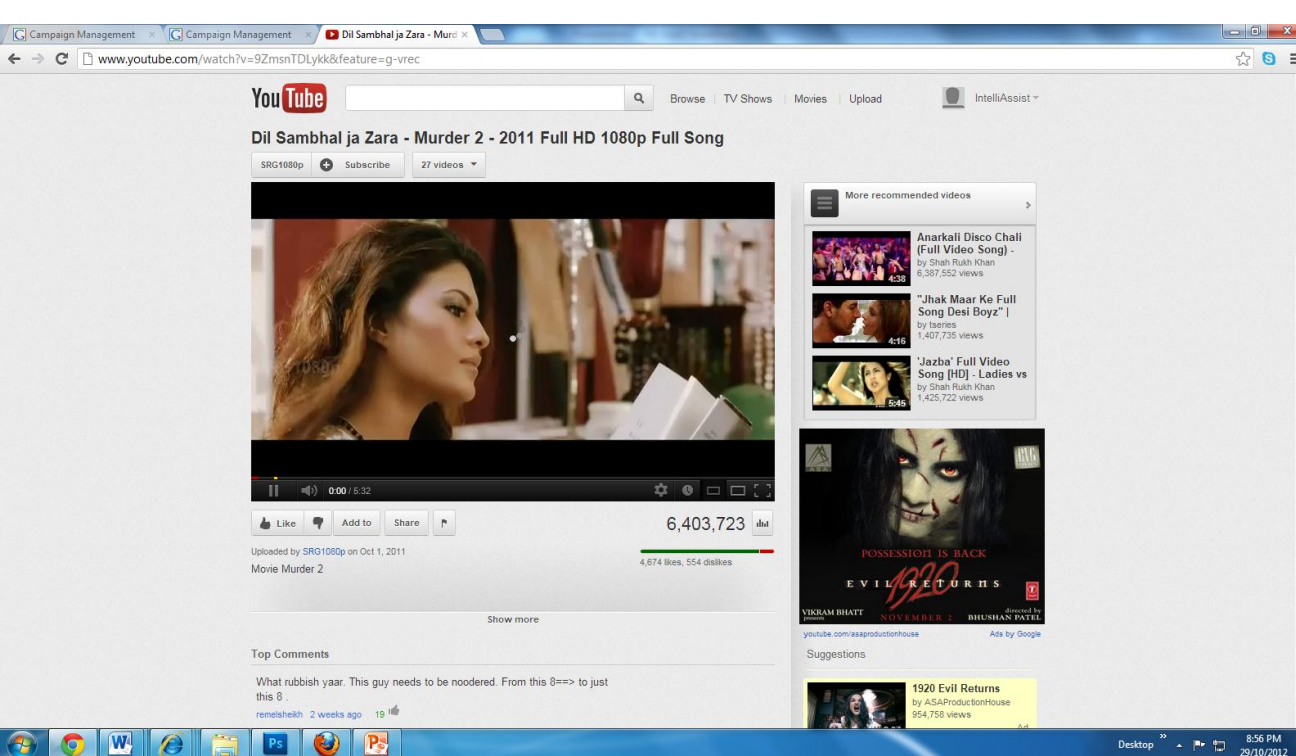 Campaign Management
Campaign Management
Dil Sambhal ja Zara - Murd
www.youtube.com/watch?v=9ZmsnTDLykk&feature=g-vrec
YouTube
Browse
TV Shows
Movies
Upload
IntelliAssist
Dil Sambhal ja Zara - Murder 2 - 2011 Full HD 1080p Full Song
SRG1080p
Subscribe
27 videos
1080p
0:00 / 5:32
Like
Add to
Share
6,403,723
Uploaded by SRG1080p on Oct 1, 2011
4,674 likes, 554 dislikes
Movie Murder 2
Show more
Top Comments
What rubbish yaar. This guy needs to be noodered. From this 8==> to just
this 8 .
remelsheikh 2 weeks ago 19
More recommended videos
Anarkali Disco Chali
(Full Video Song) -
by Shah Rukh Khan
6,387,552 views
4:38
"Jhak Maar Ke Full
Song Desi Boyz" |
by tseries
1,407,735 views
4:16
'Jazba' Full Video
Song [HD] - Ladies vs
by Shah Rukh Khan
1,425,722 views
5:45
POSSESSION IS BACK
1920
EVIL RETURNS
VIKRAM BHATT
presents
NOVEMBER 2
directed by
BHUSHAN PATEL
youtube.com/asaproductionhouse
Ads by Google
Suggestions
1920 Evil Returns
by ASAProductionHouse
954,758 views
Ad
Desktop
8:56 PM
29/10/2012